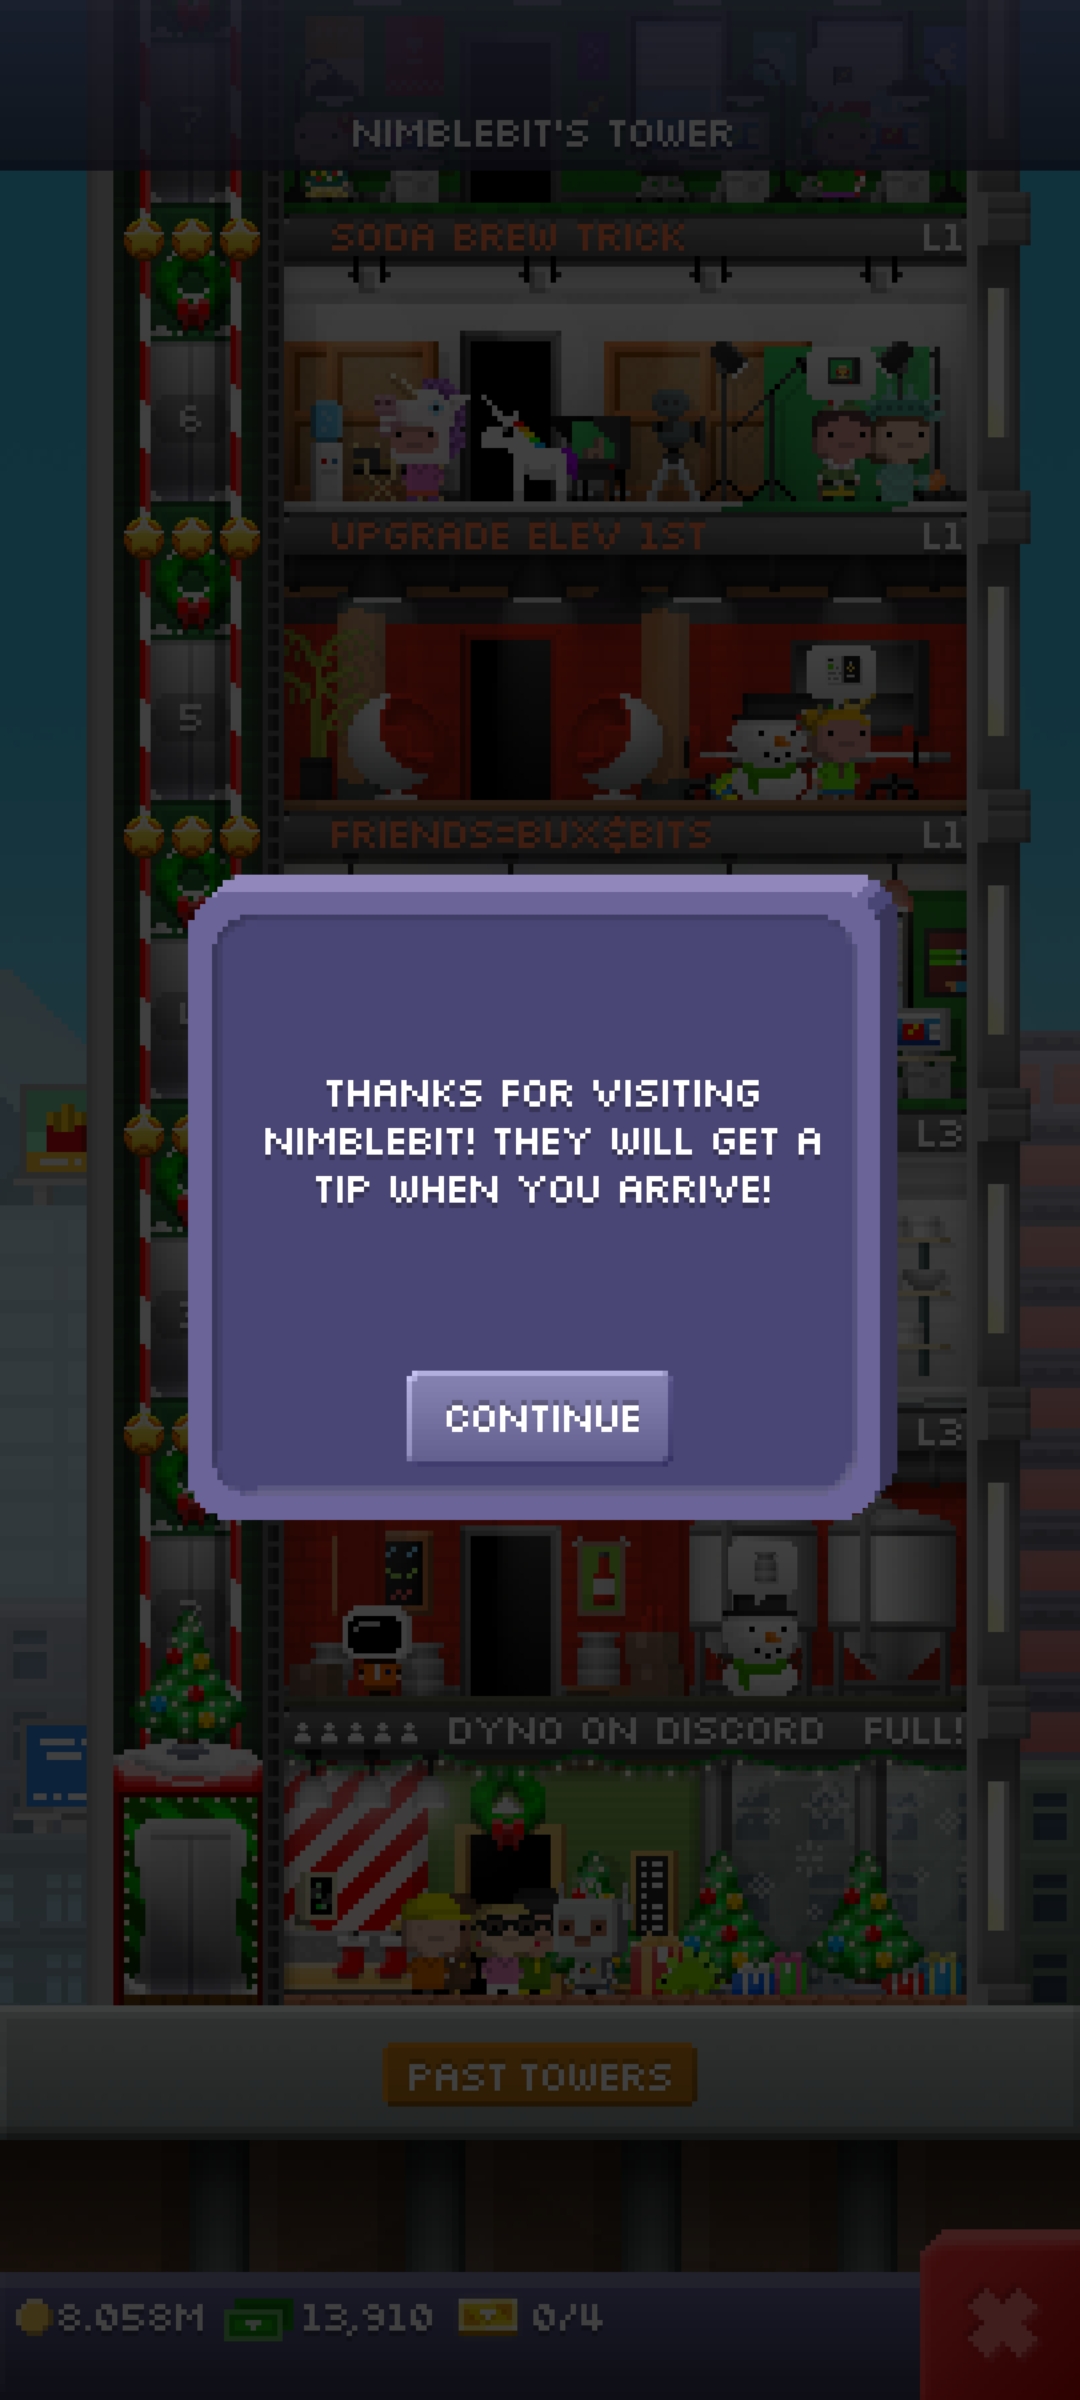 NIMBLEBIT'S TOWER
SODA BREW TRICK L1
6
UPGRADE ELEV 1ST L1
5
FRIENDS=BUX¢BITS L1
THANKS FOR VISITING
NIMBLEBIT! THEY WILL GET A
TIP WHEN YOU ARRIVE!
L3
CONTINUE
L3
DYNO ON DISCORD FULL!
PAST TOWERS
8.058M 13,910 0/4